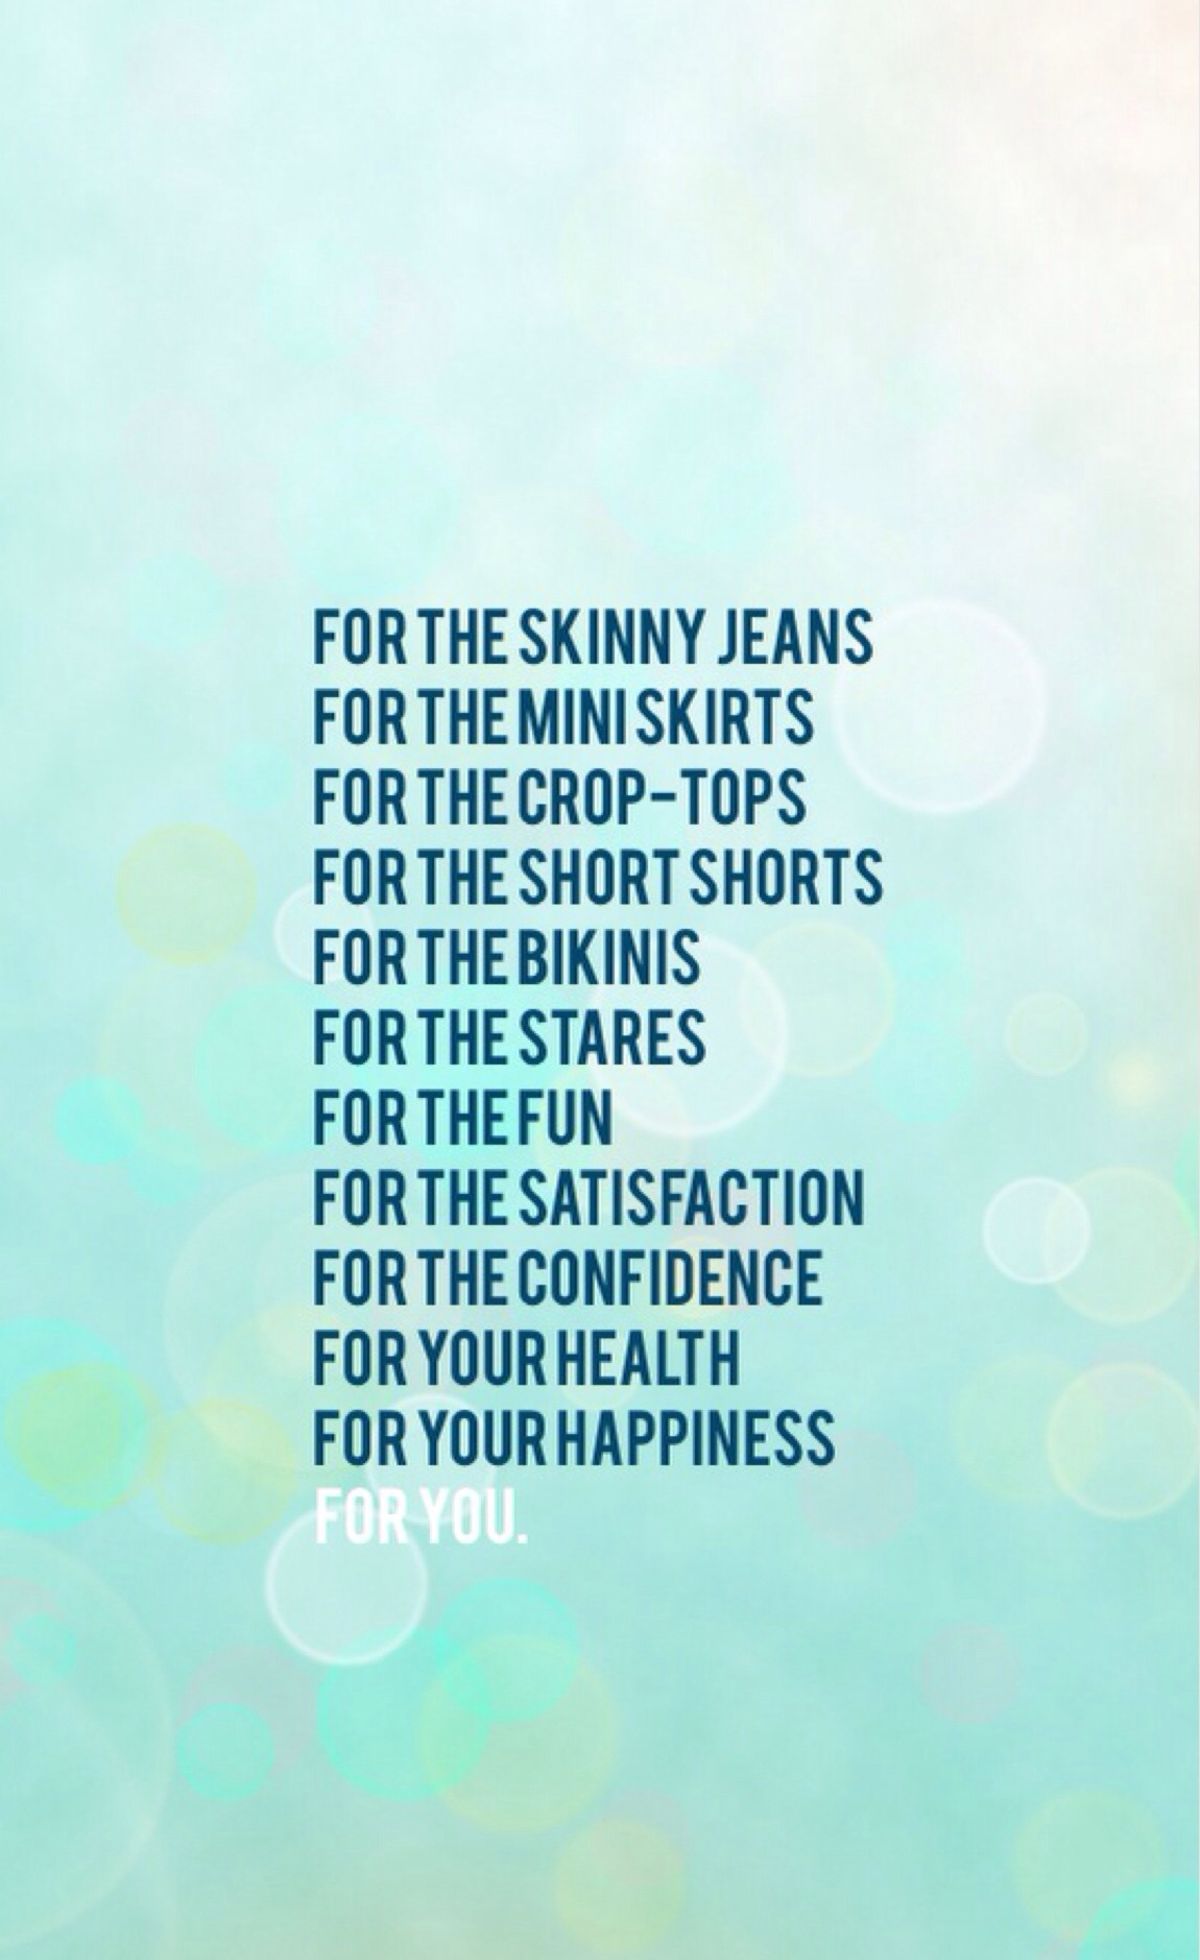 FOR THE SKINNY JEANS
FOR THE MINI SKIRTS
FOR THE CROP-TOPS
FOR THE SHORT SHORTS
FOR THE BIKINIS
FOR THE STARES
FOR THE FUN
FOR THE SATISFACTION
FOR THE CONFIDENCE
FOR YOUR HEALTH
FOR YOUR HAPPINESS
FOR YOU.